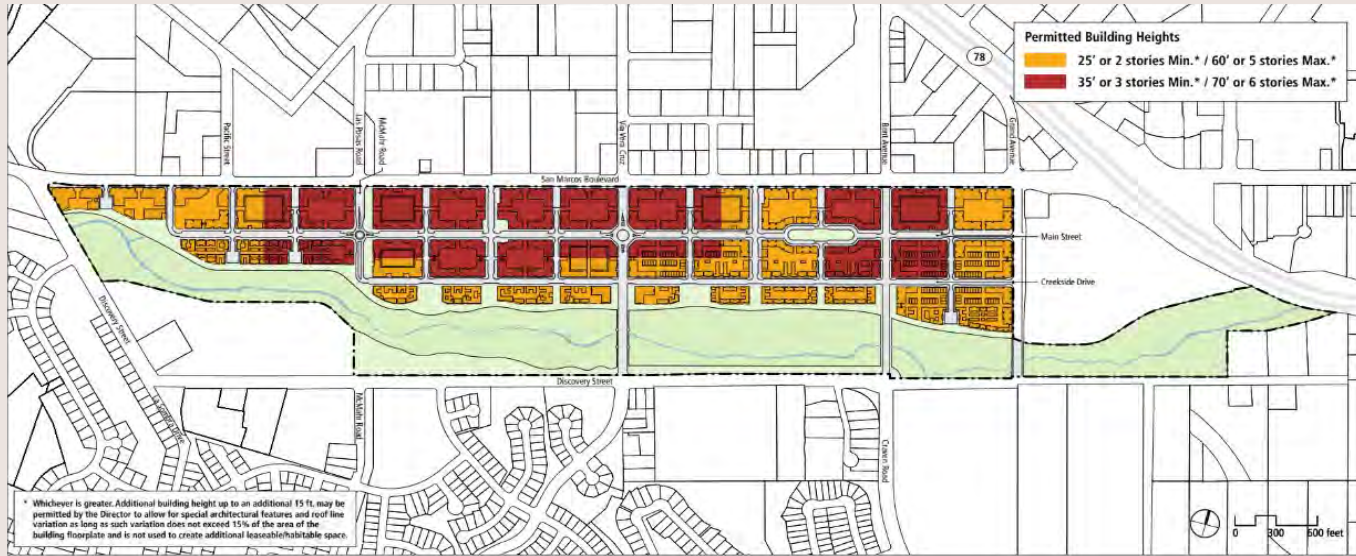 Permitted Building Heights
25' or 2 stories Min.* / 60' or 5 stories Max.*
35' or 3 stories Min.* / 70' or 6 stories Max.*
78
Pacific Street
Las Posas Road
McMahr Road
Via Vera Cruz
Bent Avenue
Grand Avenue
San Marcos Boulevard
Main Street
Creekside Drive
Discovery Street
Discovery Street
La Sombra Drive
McMahr Road
Craven Road
* Whichever is greater. Additional building height up to an additional 15 ft. may be
permitted by the Director to allow for special architectural features and roof line
variation as long as such variation does not exceed 15% of the area of the
building floorplate and is not used to create additional leaseable/habitable space.
0 300 600 feet